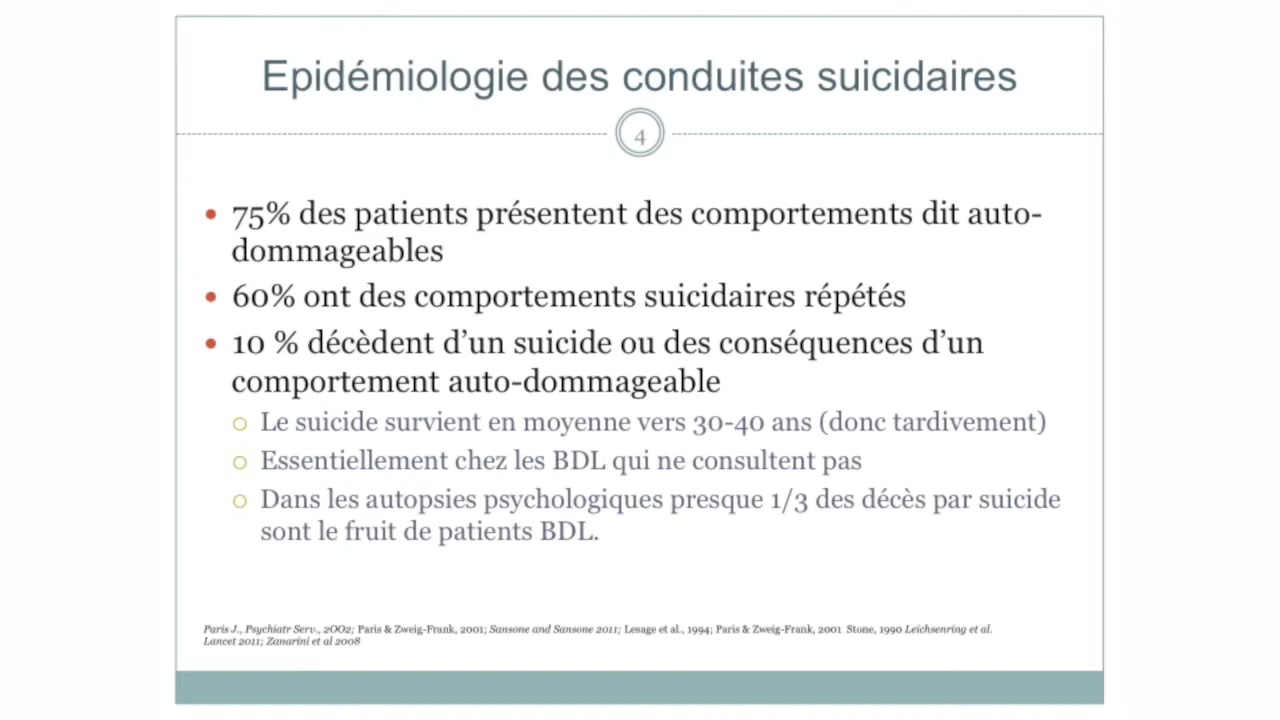 Epidémiologie des conduites suicidaires
4
• 75% des patients présentent des comportements dit auto-
dommageables
• 60% ont des comportements suicidaires répétés
• 10 % décèdent d’un suicide ou des conséquences d’un
comportement auto-dommageable
o Le suicide survient en moyenne vers 30-40 ans (donc tardivement)
o Essentiellement chez les BDL qui ne consultent pas
o Dans les autopsies psychologiques presque 1/3 des décès par suicide
sont le fruit de patients BDL.
Paris J., Psychiatr Serv., 2002; Paris & Zweig-Frank, 2001; Sansone and Sansone 2011; Lesage et al., 1994; Paris & Zweig-Frank, 2001 Stone, 1990 Leichsenring et al.
Lancet 2011; Zanarini et al 2008